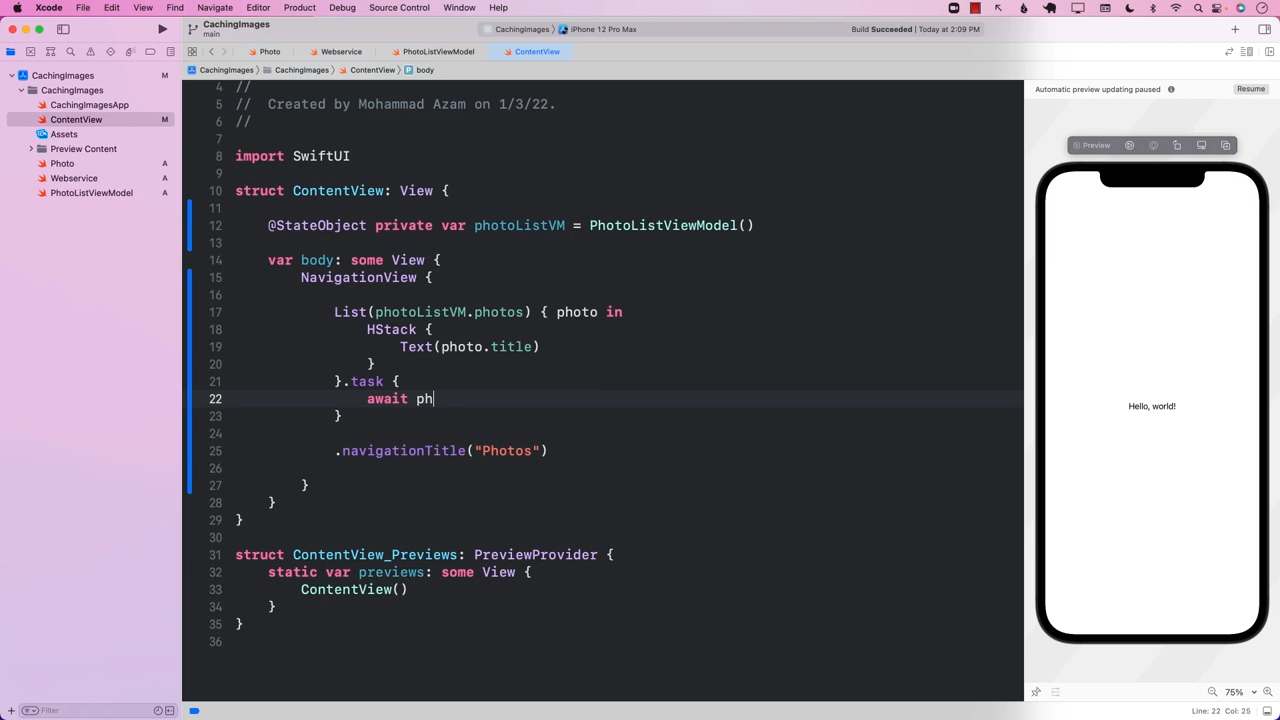 Xcode File Edit View Find Navigate Editor Product Debug Source Control Window Help
CachingImages
main
CachingImages 〉 iPhone 12 Pro Max
Build Succeeded | Today at 2:09 PM
Photo Webservice PhotoListViewModel ContentView
CachingImages 〉 CachingImages 〉 ContentView 〉 P body
CachingImages M
CachingImages
CachingImagesApp
ContentView M
Assets
Preview Content
Photo A
Webservice A
PhotoListViewModel A
Filter
4 //
5 //  Created by Mohammad Azam on 1/3/22.
6 //
7
8 import SwiftUI
9
10 struct ContentView: View {
11
12     @StateObject private var photoListVM = PhotoListViewModel()
13
14     var body: some View {
15         NavigationView {
16
17             List(photoListVM.photos) { photo in
18                 HStack {
19                     Text(photo.title)
20                 }
21             }.task {
22                 await ph
23             }
24
25             .navigationTitle("Photos")
26
27         }
28     }
29 }
30
31 struct ContentView_Previews: PreviewProvider {
32     static var previews: some View {
33         ContentView()
34     }
35 }
36
Automatic preview updating paused Resume
Preview
Hello, world!
75%
Line: 22 Col: 25